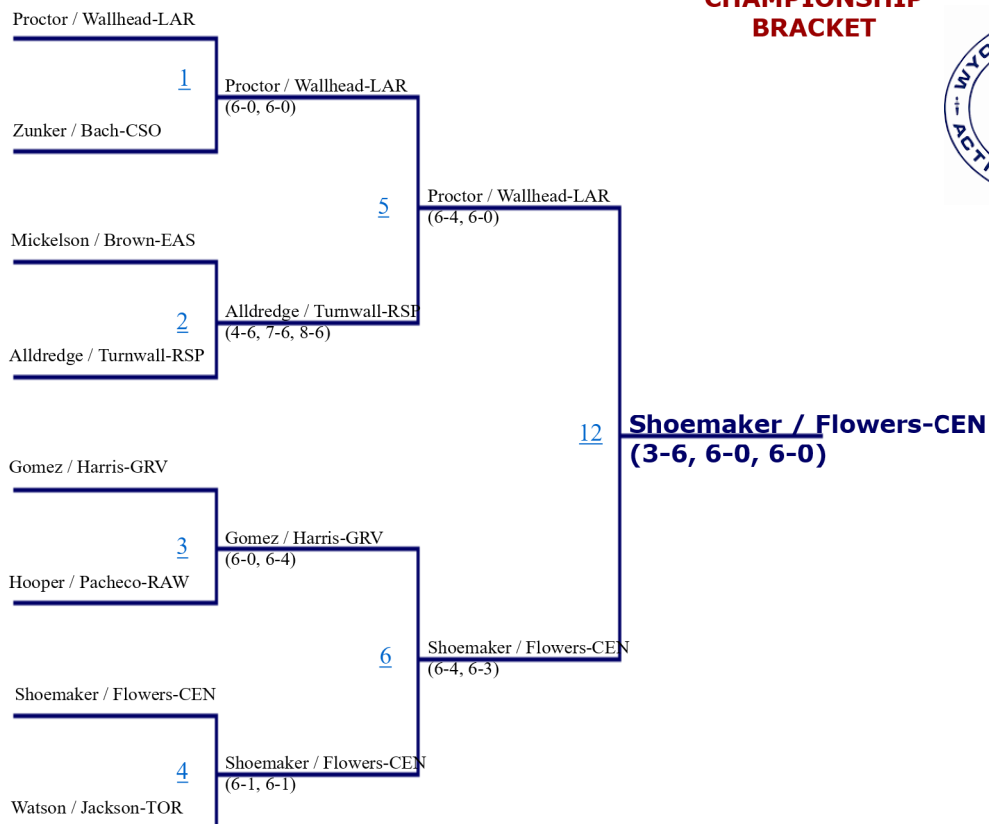 CHAMPIONSHIP
BRACKET
WYO
ACTI
Proctor / Wallhead-LAR
1
Proctor / Wallhead-LAR
(6-0, 6-0)
Zunker / Bach-CSO
5
Proctor / Wallhead-LAR
(6-4, 6-0)
Mickelson / Brown-EAS
2
Alldredge / Turnwall-RSP
(4-6, 7-6, 8-6)
Alldredge / Turnwall-RSP
12
Shoemaker / Flowers-CEN
(3-6, 6-0, 6-0)
Gomez / Harris-GRV
3
Gomez / Harris-GRV
(6-0, 6-4)
Hooper / Pacheco-RAW
6
Shoemaker / Flowers-CEN
(6-4, 6-3)
Shoemaker / Flowers-CEN
4
Shoemaker / Flowers-CEN
(6-1, 6-1)
Watson / Jackson-TOR